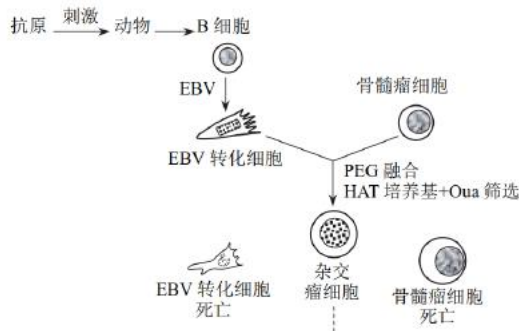 抗原 刺激 动物 B 细胞
EBV
骨髓瘤细胞
EBV 转化细胞
PEG 融合
HAT 培养基+Oua 筛选
EBV 转化细胞
死亡
杂交
瘤细胞
骨髓瘤细胞
死亡